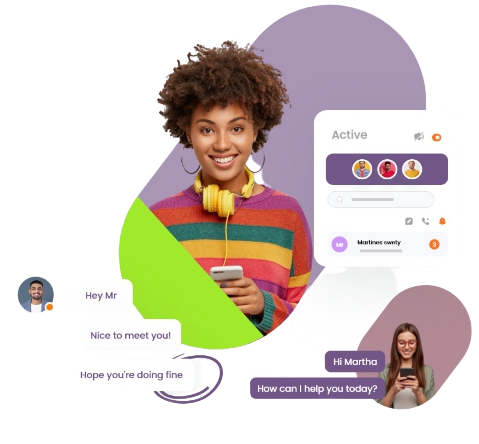 Active
Mr
Martines swety
3
Hey Mr
Nice to meet you!
Hope you're doing fine
Hi Martha
How can I help you today?